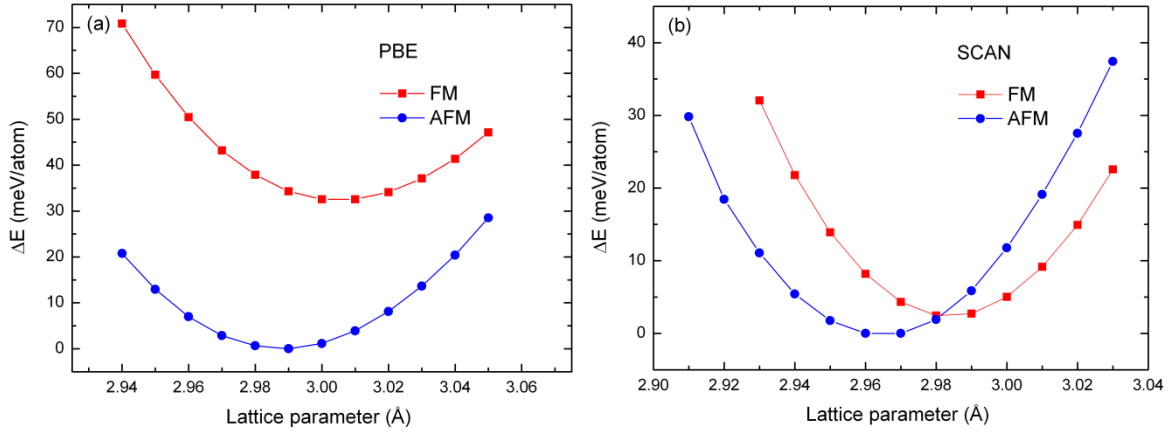 (a)
PBE
FM
AFM
70
60
50
40
30
20
10
0
ΔE (meV/atom)
2.94 2.96 2.98 3.00 3.02 3.04 3.06
Lattice parameter (Å)
(b)
SCAN
FM
AFM
40
30
20
10
0
ΔE (meV/atom)
2.90 2.92 2.94 2.96 2.98 3.00 3.02 3.04
Lattice parameter (Å)